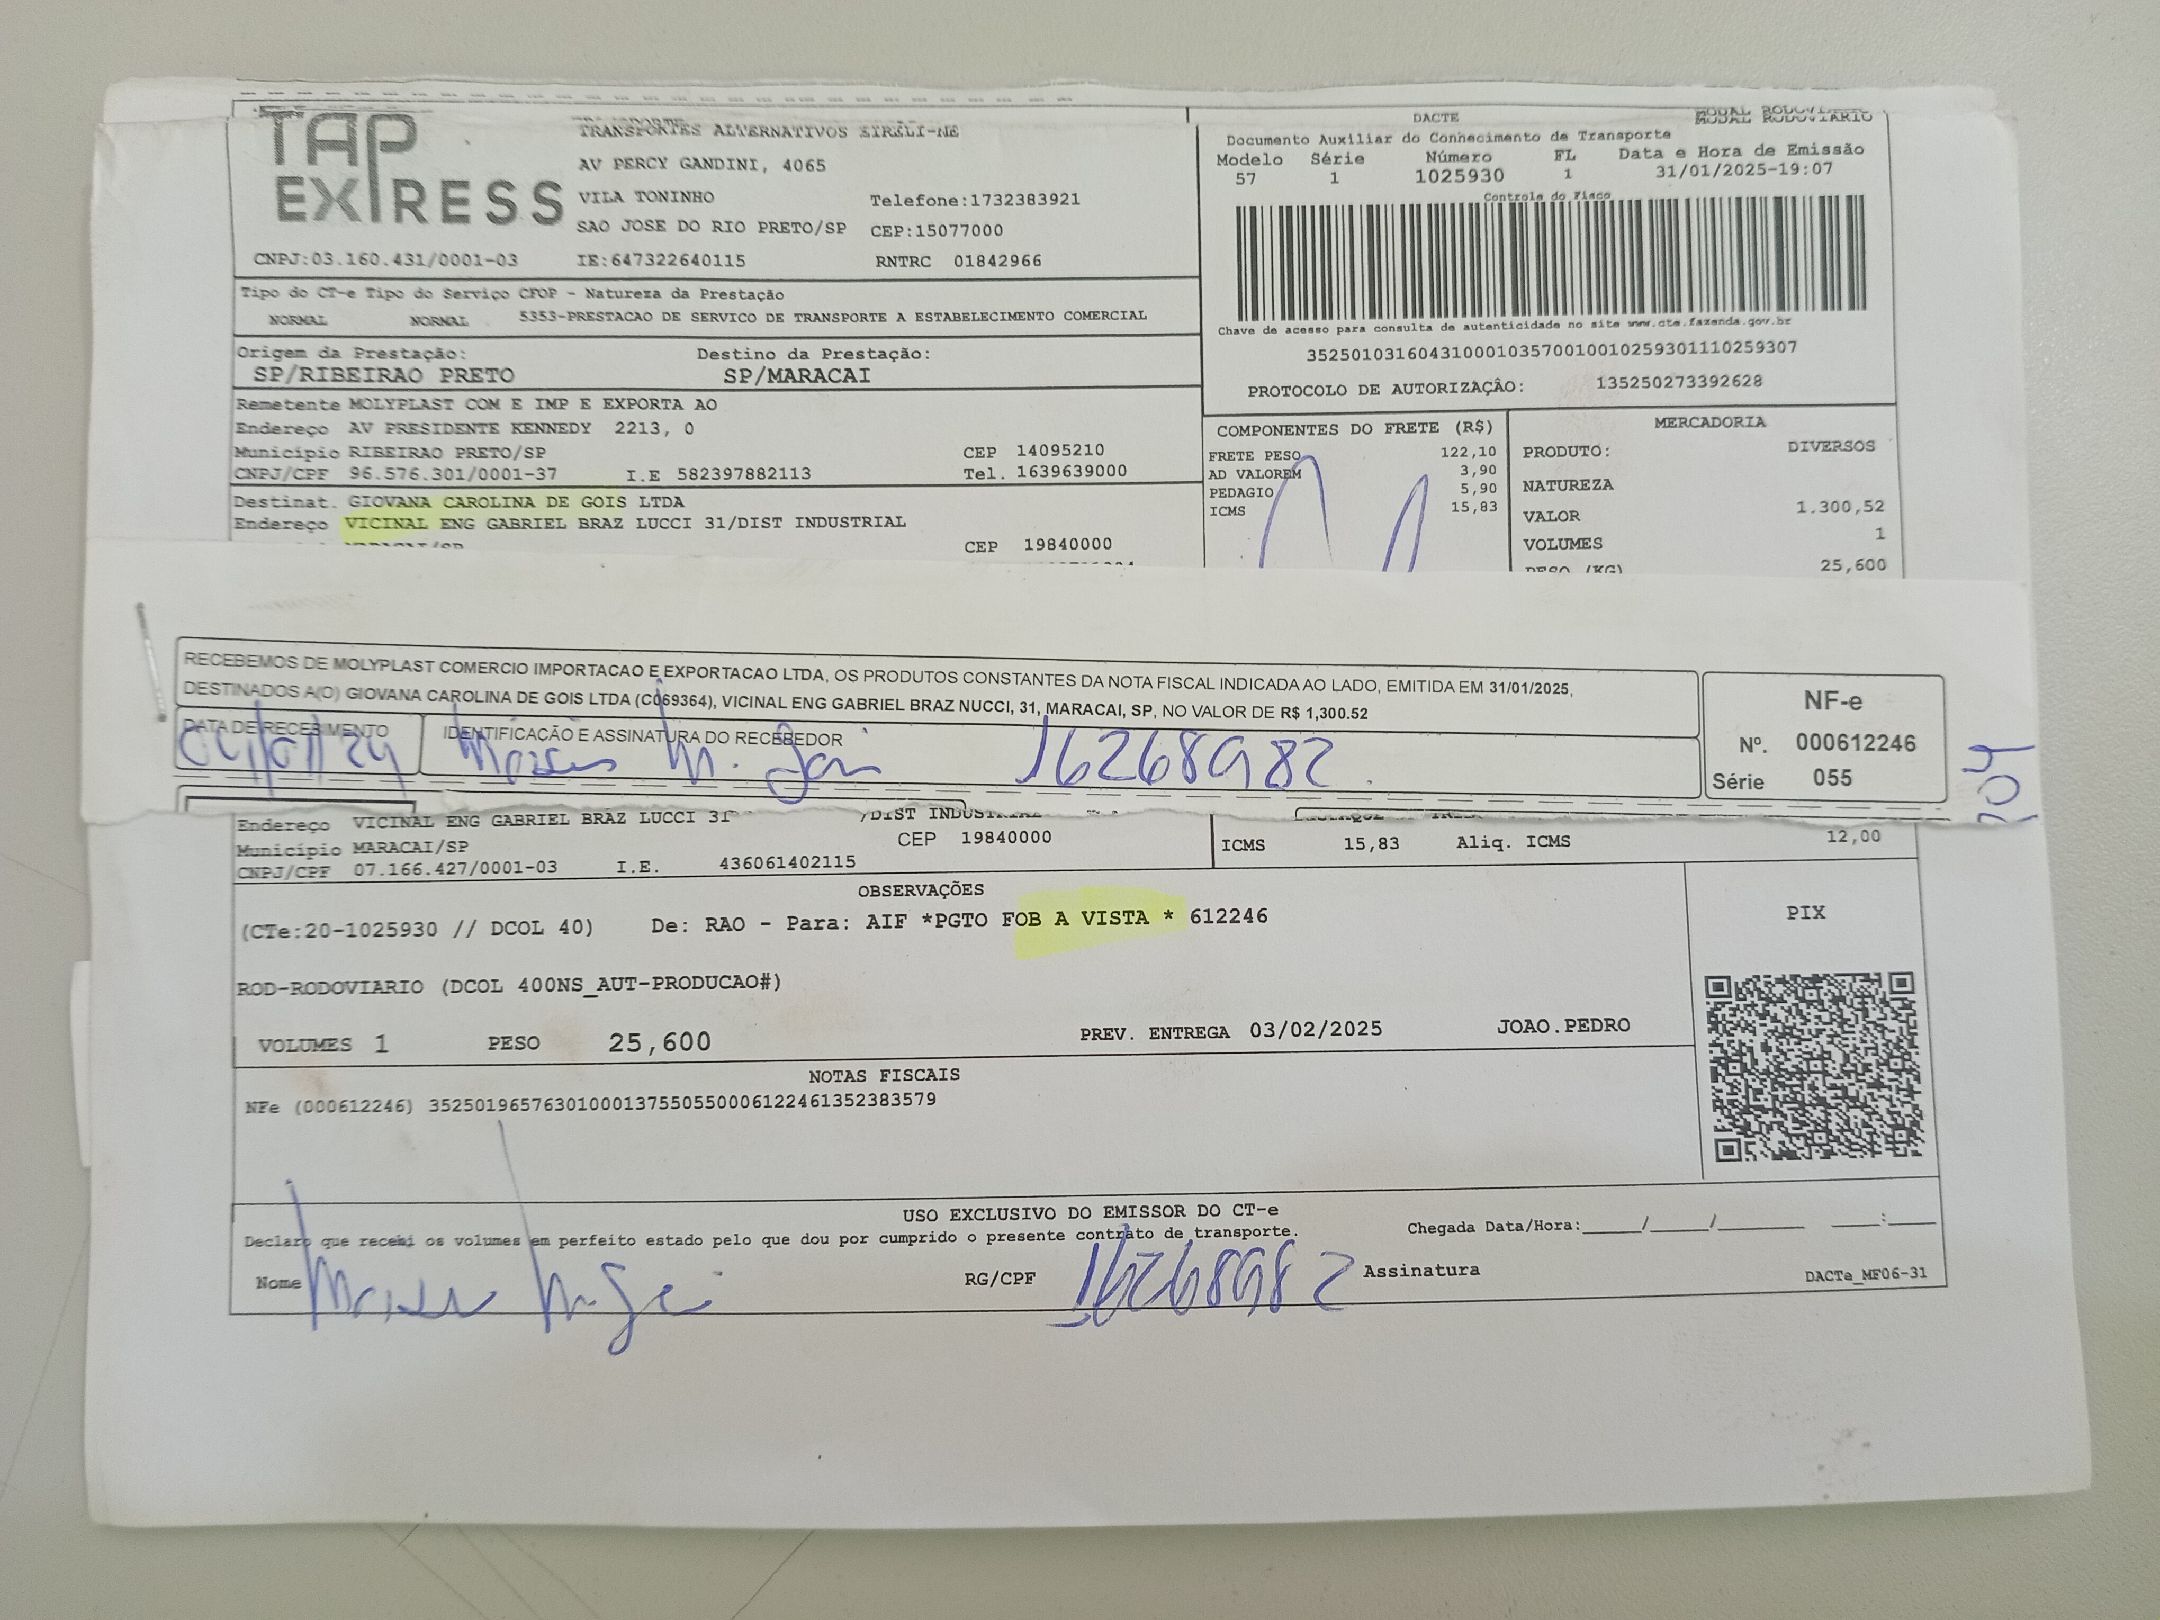 TAP
EXPRESS
TRANSPORTES ALTERNATIVOS EIRELI-ME
AV PERCY GANDINI, 4065
VILA TONINHO
Telefone:1732383921
SAO JOSE DO RIO PRETO/SP
CEP:15077000
CNPJ:03.160.431/0001-03
IE:647322640115
RNTRC 01842966
DACTE
MODAL RODOVIARIO
Documento Auxiliar do Conhecimento de Transporte
Modelo Série Número FL Data e Hora de Emissão
57 1 1025930 1 31/01/2025-19:07
Controle do Fisco
Chave de acesso para consulta de autenticidade no site www.cte.fazenda.gov.br
35250103160431000103570010010259301110259307
PROTOCOLO DE AUTORIZAÇÂO: 135250273392628
Tipo do CT-e Tipo do Serviço CFOP - Natureza da Prestação
NORMAL NORMAL 5353-PRESTACAO DE SERVICO DE TRANSPORTE A ESTABELECIMENTO COMERCIAL
Origem da Prestação: Destino da Prestação:
SP/RIBEIRAO PRETO SP/MARACAI
Remetente MOLYPLAST COM E IMP E EXPORTA AO
Endereço AV PRESIDENTE KENNEDY 2213, 0
Município RIBEIRAO PRETO/SP CEP 14095210
CNPJ/CPF 96.576.301/0001-37 I.E 582397882113 Tel. 1639639000
Destinat. GIOVANA CAROLINA DE GOIS LTDA
Endereço VICINAL ENG GABRIEL BRAZ LUCCI 31/DIST INDUSTRIAL
CEP 19840000
COMPONENTES DO FRETE (R$)
FRETE PESO 122,10
AD VALOREM 3,90
PEDAGIO 5,90
ICMS 15,83
MERCADORIA
PRODUTO: DIVERSOS
NATUREZA
VALOR 1.300,52
VOLUMES 1
PESO (KG) 25,600
RECEBEMOS DE MOLYPLAST COMERCIO IMPORTACAO E EXPORTACAO LTDA, OS PRODUTOS CONSTANTES DA NOTA FISCAL INDICADA AO LADO, EMITIDA EM 31/01/2025,
DESTINADOS A(O) GIOVANA CAROLINA DE GOIS LTDA (C069364), VICINAL ENG GABRIEL BRAZ NUCCI, 31, MARACAI, SP, NO VALOR DE R$ 1,300.52
DATA DE RECEBIMENTO
IDENTIFICAÇÃO E ASSINATURA DO RECEBEDOR
16268982
NF-e
Nº. 000612246
Série 055
Endereço VICINAL ENG GABRIEL BRAZ LUCCI 31 /DIST INDUSTRIAL
Município MARACAI/SP CEP 19840000
CNPJ/CPF 07.166.427/0001-03 I.E. 436061402115
ICMS 15,83 Aliq. ICMS 12,00
OBSERVAÇÕES
(CTe:20-1025930 // DCOL 40) De: RAO - Para: AIF *PGTO FOB A VISTA * 612246
ROD-RODOVIARIO (DCOL 400NS_AUT-PRODUCAO#)
VOLUMES 1 PESO 25,600 PREV. ENTREGA 03/02/2025 JOAO.PEDRO
PIX
NOTAS FISCAIS
NFe (000612246) 35250196576301000137550550006122461352383579
USO EXCLUSIVO DO EMISSOR DO CT-e
Declaro que recebi os volumes em perfeito estado pelo que dou por cumprido o presente contrato de transporte.
Chegada Data/Hora:____/____/______ ___:___
Nome
RG/CPF 16268982
Assinatura
DACTe_MF06-31